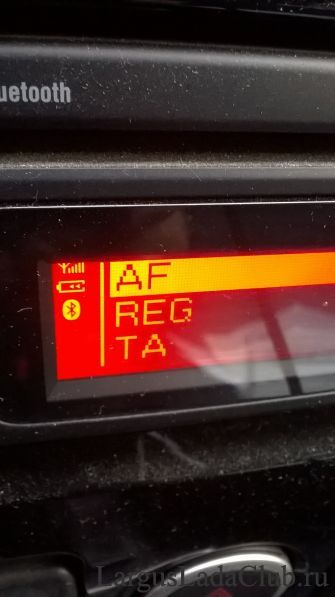 uetooth
AF
REG
TA
LargusLadaClub.ru